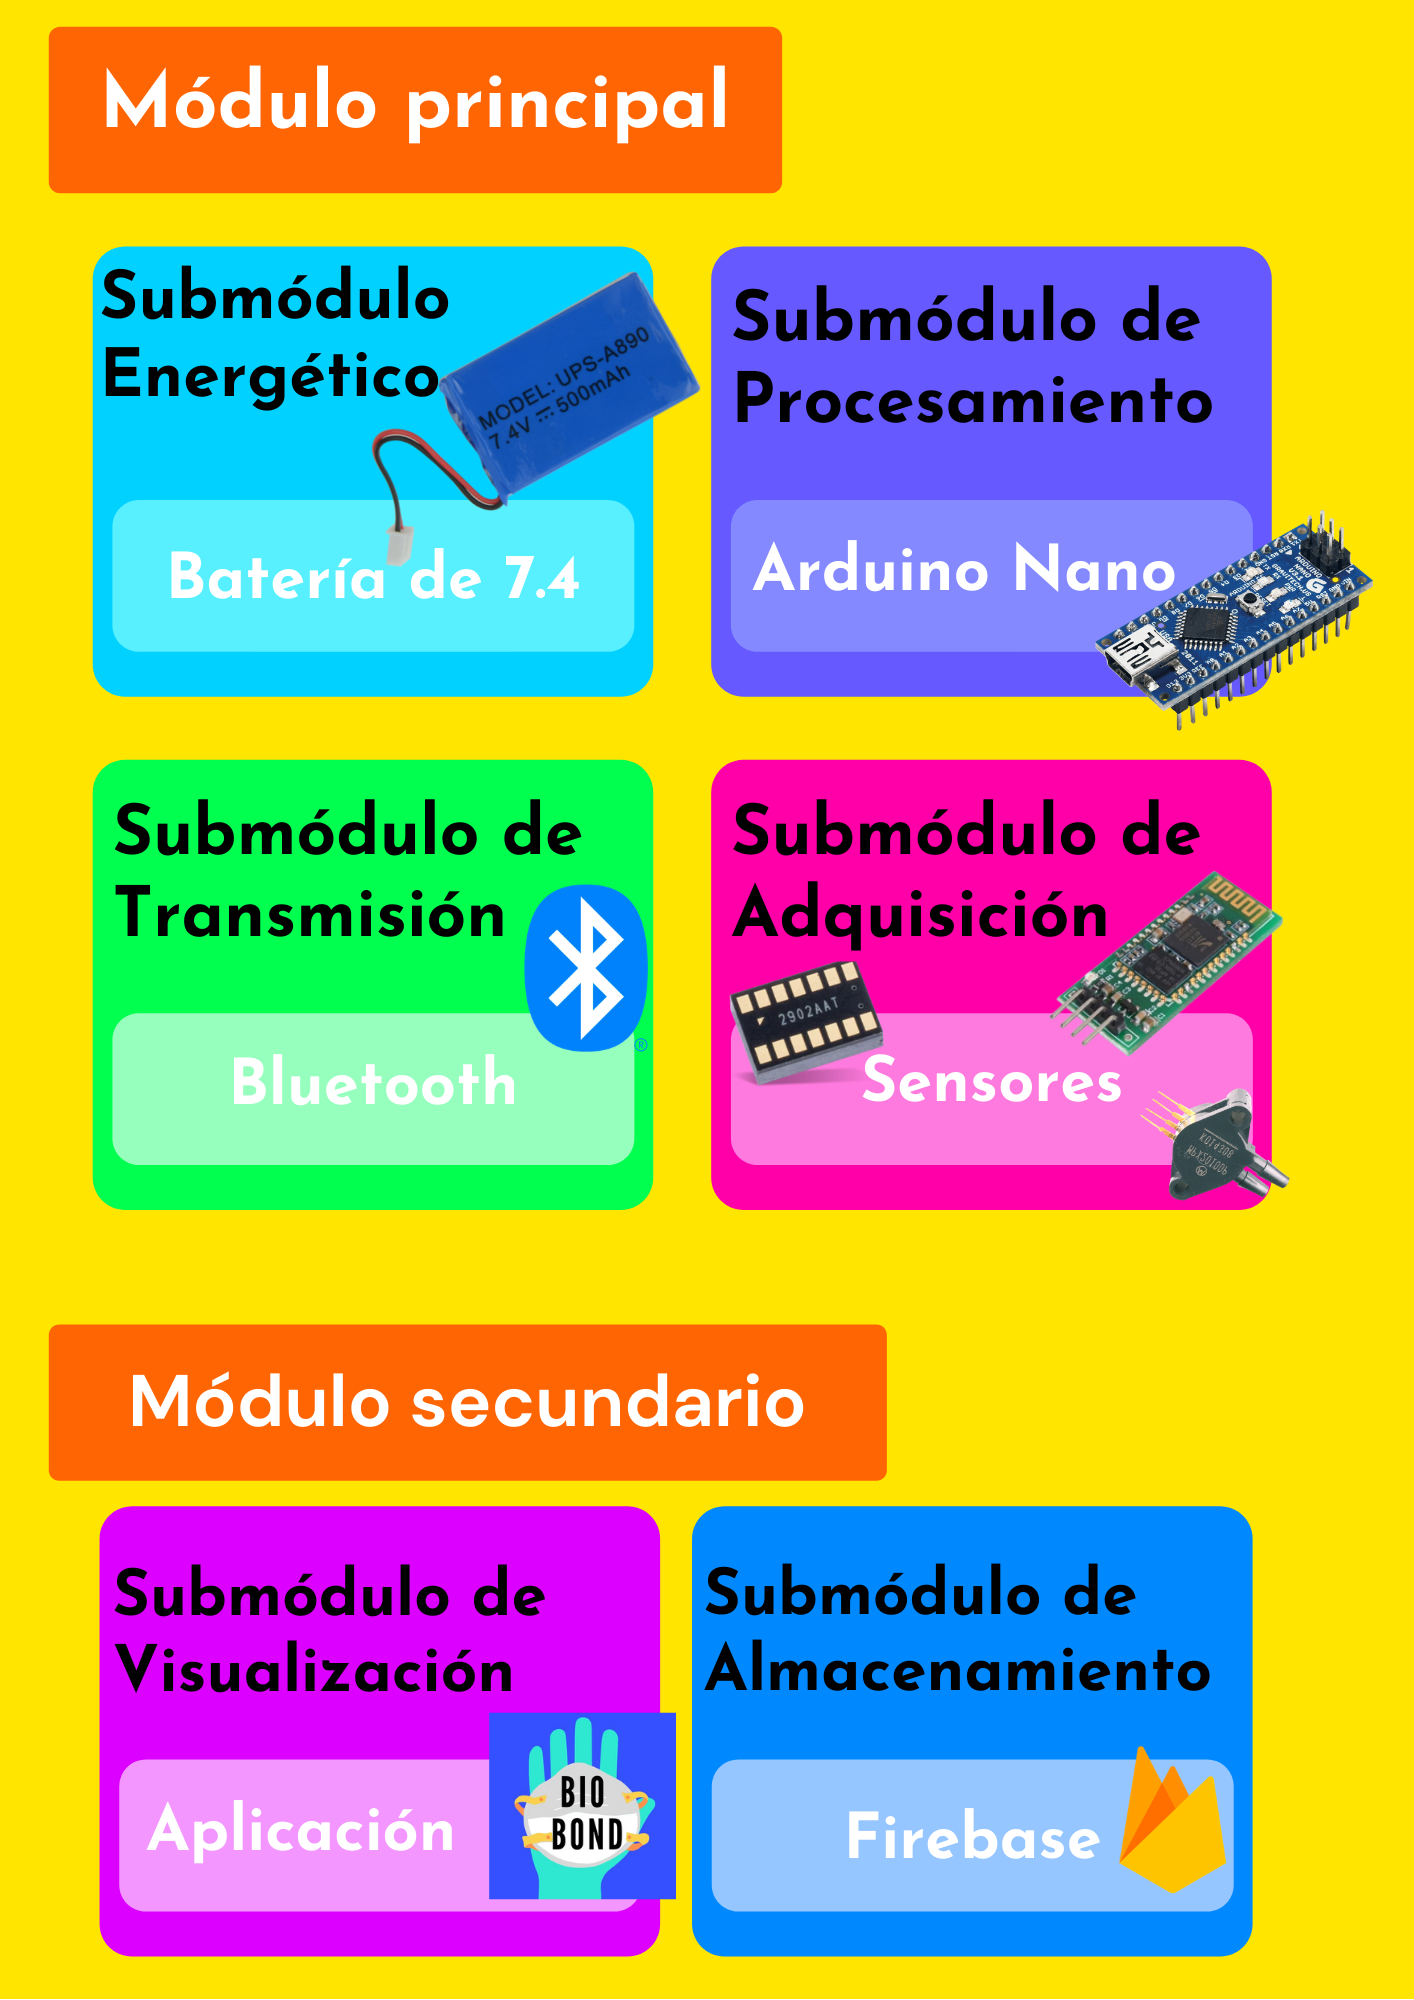 Módulo principal
Submódulo
Energético
MODEL: UPS-A890
7.4V 500mAh
Batería de 7.4
Submódulo de
Procesamiento
Arduino Nano
Submódulo de
Transmisión
®
Bluetooth
Submódulo de
Adquisición
2902AAT
Sensores
Módulo secundario
Submódulo de
Visualización
Aplicación
BIO
BOND
Submódulo de
Almacenamiento
Firebase